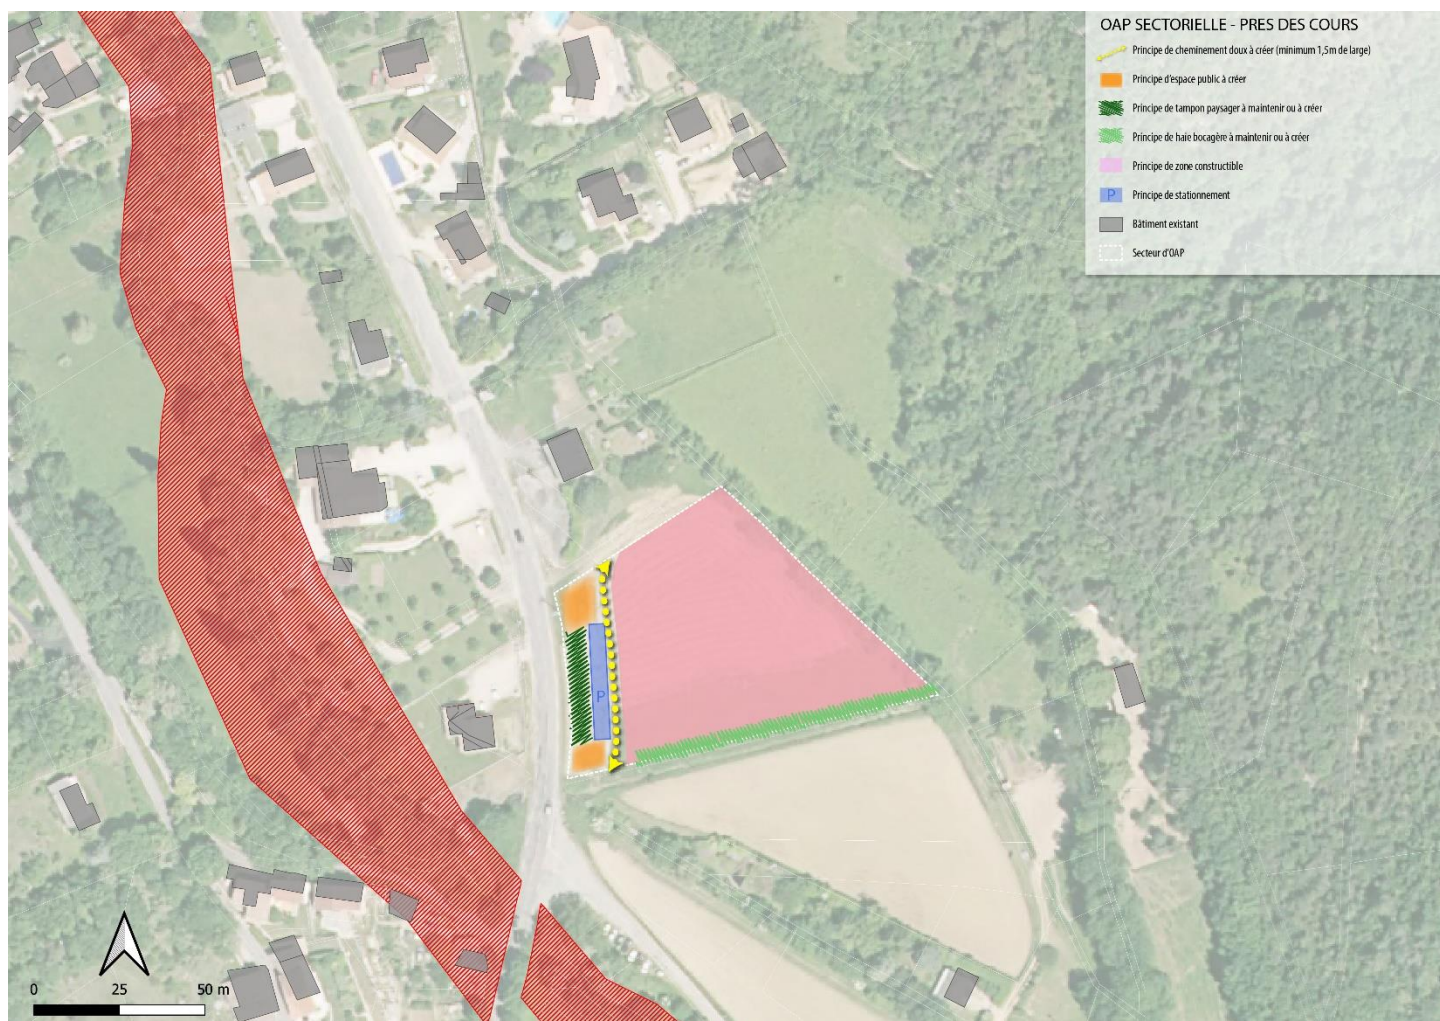 OAP SECTORIELLE - PRES DES COURS
Principe de cheminement doux à créer (minimum 1,5m de large)
Principe d'espace public à créer
Principe de tampon paysager à maintenir ou à créer
Principe de haie bocagère à maintenir ou à créer
Principe de zone constructible
P Principe de stationnement
Bâtiment existant
Secteur d'OAP
P
0 25 50 m